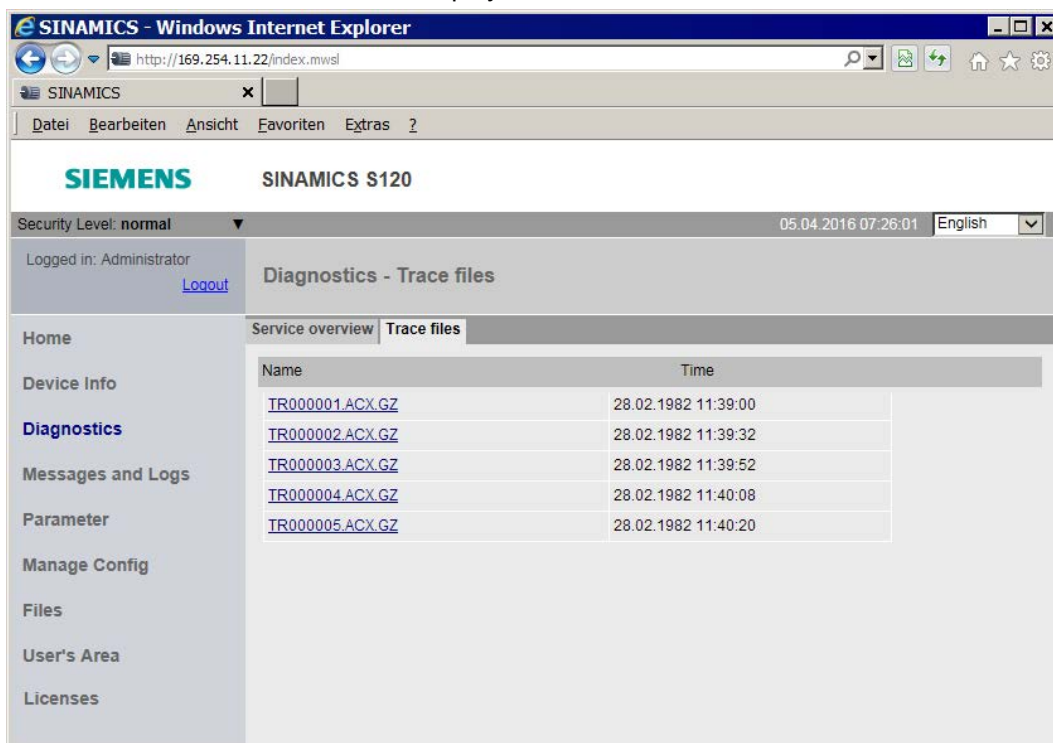 SINAMICS - Windows Internet Explorer
http://169.254.11.22/index.mwsl
SINAMICS
Datei Bearbeiten Ansicht Favoriten Extras ?
SIEMENS SINAMICS S120
Security Level: normal 05.04.2016 07:26:01 English
Logged in: Administrator
Logout
Diagnostics - Trace files
Service overview Trace files
Home
Device Info
Diagnostics
Messages and Logs
Parameter
Manage Config
Files
User's Area
Licenses
Name Time
TR000001.ACX.GZ 28.02.1982 11:39:00
TR000002.ACX.GZ 28.02.1982 11:39:32
TR000003.ACX.GZ 28.02.1982 11:39:52
TR000004.ACX.GZ 28.02.1982 11:40:08
TR000005.ACX.GZ 28.02.1982 11:40:20